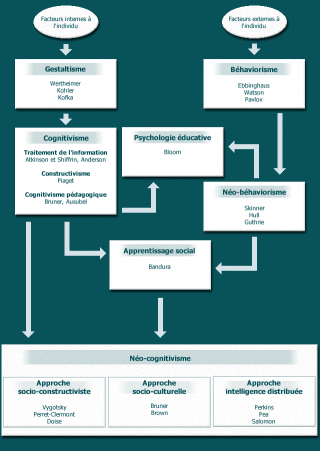 Facteurs internes à
l'individu
Facteurs externes à
l'individu
Gestaltisme
Wertheimer
Kohler
Kofka
Béhaviorisme
Ebbinghaus
Watson
Pavlov
Cognitivisme
Traitement de l'information
Atkinson et Shiffrin, Anderson
Constructivisme
Piaget
Cognitivisme pédagogique
Bruner, Ausubel
Psychologie éducative
Bloom
Néo-béhaviorisme
Skinner
Hull
Guthrie
Apprentissage social
Bandura
Néo-cognitivisme
Approche
socio-constructiviste
Vygotsky
Perret-Clermont
Doise
Approche
socio-culturelle
Bruner
Brown
Approche
intelligence distribuée
Perkins
Pea
Salomon